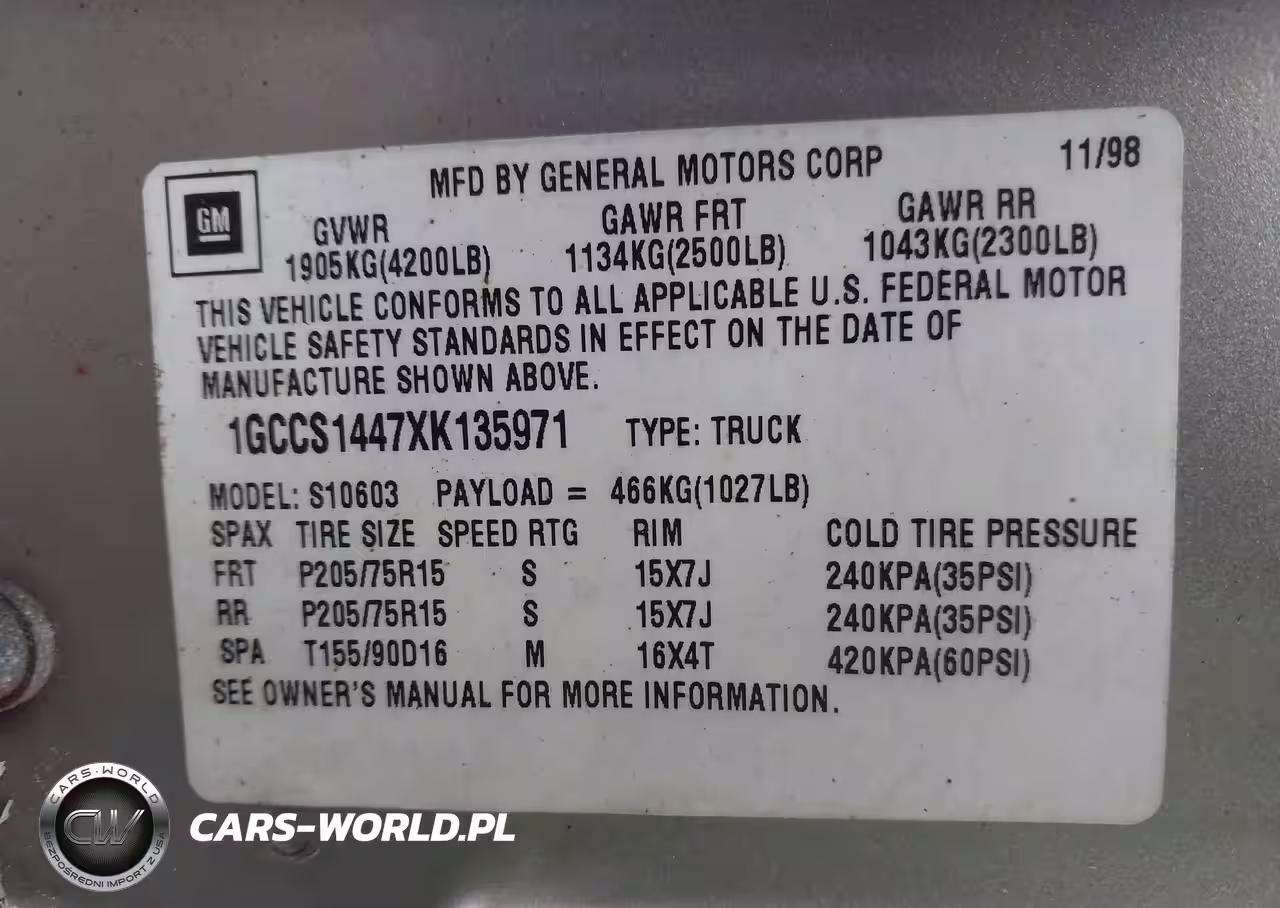 MFD BY GENERAL MOTORS CORP 11/98
GM
GVWR GAWR FRT GAWR RR
1905KG(4200LB) 1134KG(2500LB) 1043KG(2300LB)
THIS VEHICLE CONFORMS TO ALL APPLICABLE U.S. FEDERAL MOTOR
VEHICLE SAFETY STANDARDS IN EFFECT ON THE DATE OF
MANUFACTURE SHOWN ABOVE.
1GCCS1447XK135971 TYPE: TRUCK
MODEL: S10603 PAYLOAD = 466KG(1027LB)
SPAX TIRE SIZE SPEED RTG RIM COLD TIRE PRESSURE
FRT P205/75R15 S 15X7J 240KPA(35PSI)
RR P205/75R15 S 15X7J 240KPA(35PSI)
SPA T155/90D16 M 16X4T 420KPA(60PSI)
SEE OWNER'S MANUAL FOR MORE INFORMATION.
CARS-WORLD
CW
BEZPOŚREDNI IMPORT Z USA
CARS-WORLD.PL